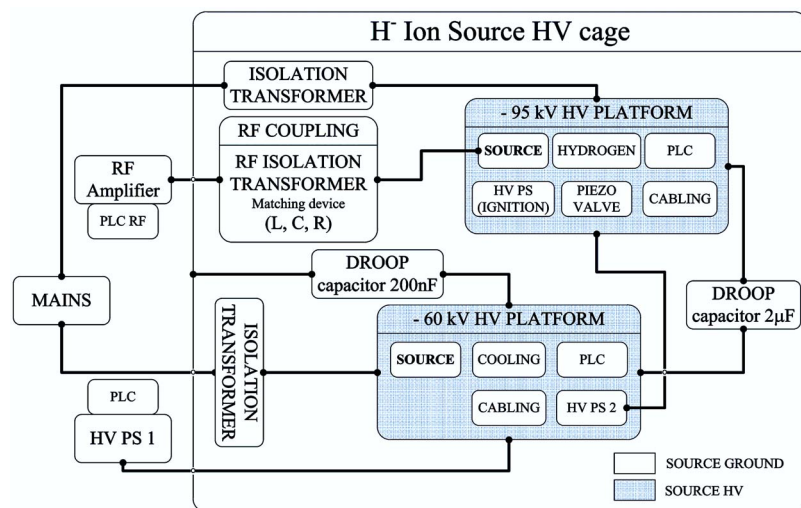 H⁻ Ion Source HV cage
ISOLATION
TRANSFORMER
- 95 kV HV PLATFORM
SOURCE
HYDROGEN
PLC
HV PS
(IGNITION)
PIEZO
VALVE
CABLING
RF COUPLING
RF ISOLATION
TRANSFORMER
Matching device
(L, C, R)
RF
Amplifier
PLC RF
MAINS
DROOP
capacitor 200nF
DROOP
capacitor 2µF
ISOLATION
TRANSFORMER
- 60 kV HV PLATFORM
SOURCE
COOLING
PLC
CABLING
HV PS 2
PLC
HV PS 1
SOURCE GROUND
SOURCE HV